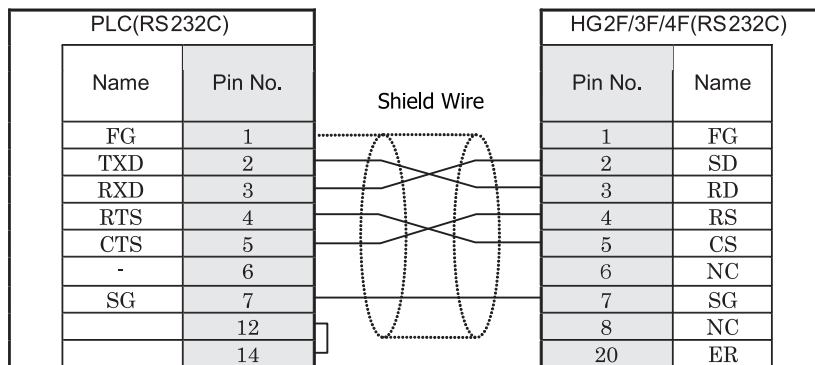 PLC(RS232C) HG2F/3F/4F(RS232C)
Name Pin No. Shield Wire Pin No. Name
FG 1 1 FG
TXD 2 2 SD
RXD 3 3 RD
RTS 4 4 RS
CTS 5 5 CS
- 6 6 NC
SG 7 7 SG
12 8 NC
14 20 ER